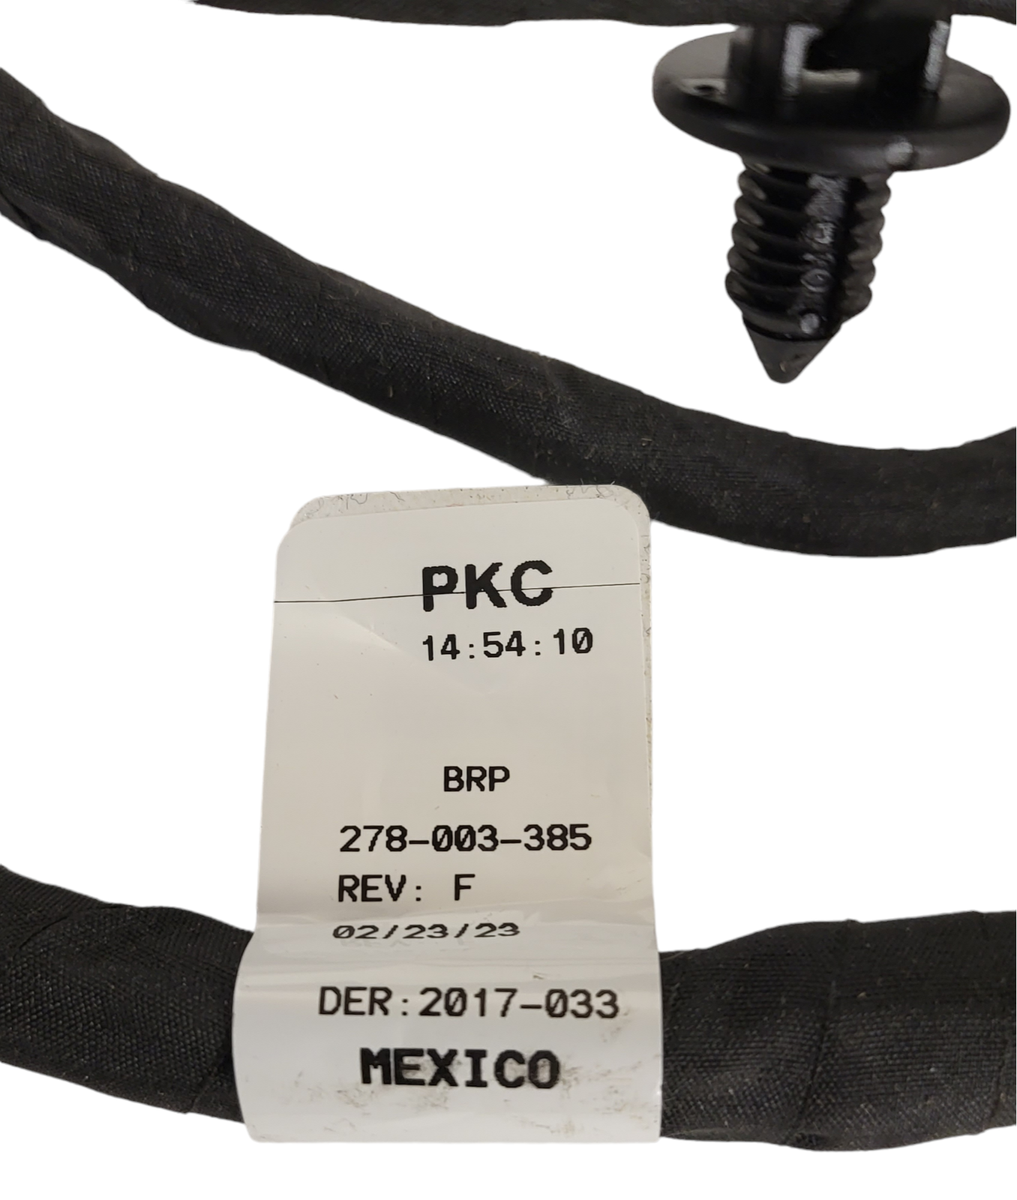 PKC
14:54:10
BRP
278-003-385
REV: F
02/23/23
DER:2017-033
MEXICO